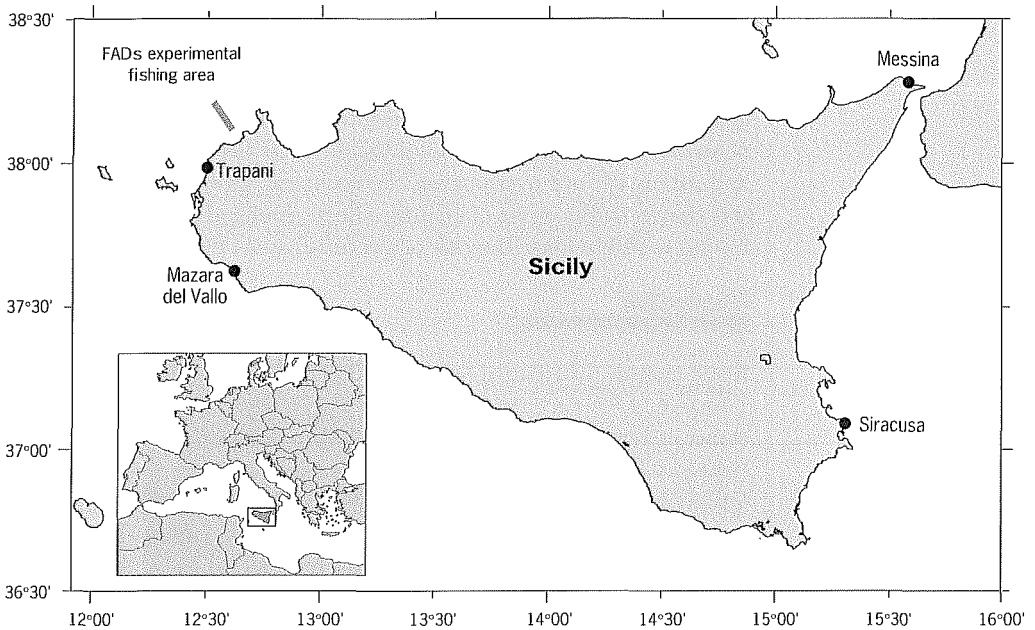 38°30'
FADs experimental
fishing area
Messina
38°00'
Trapani
Sicily
Mazara
del Vallo
37°30'
37°00'
Siracusa
36°30'
12°00' 12°30' 13°00' 13°30' 14°00' 14°30' 15°00' 15°30' 16°00'